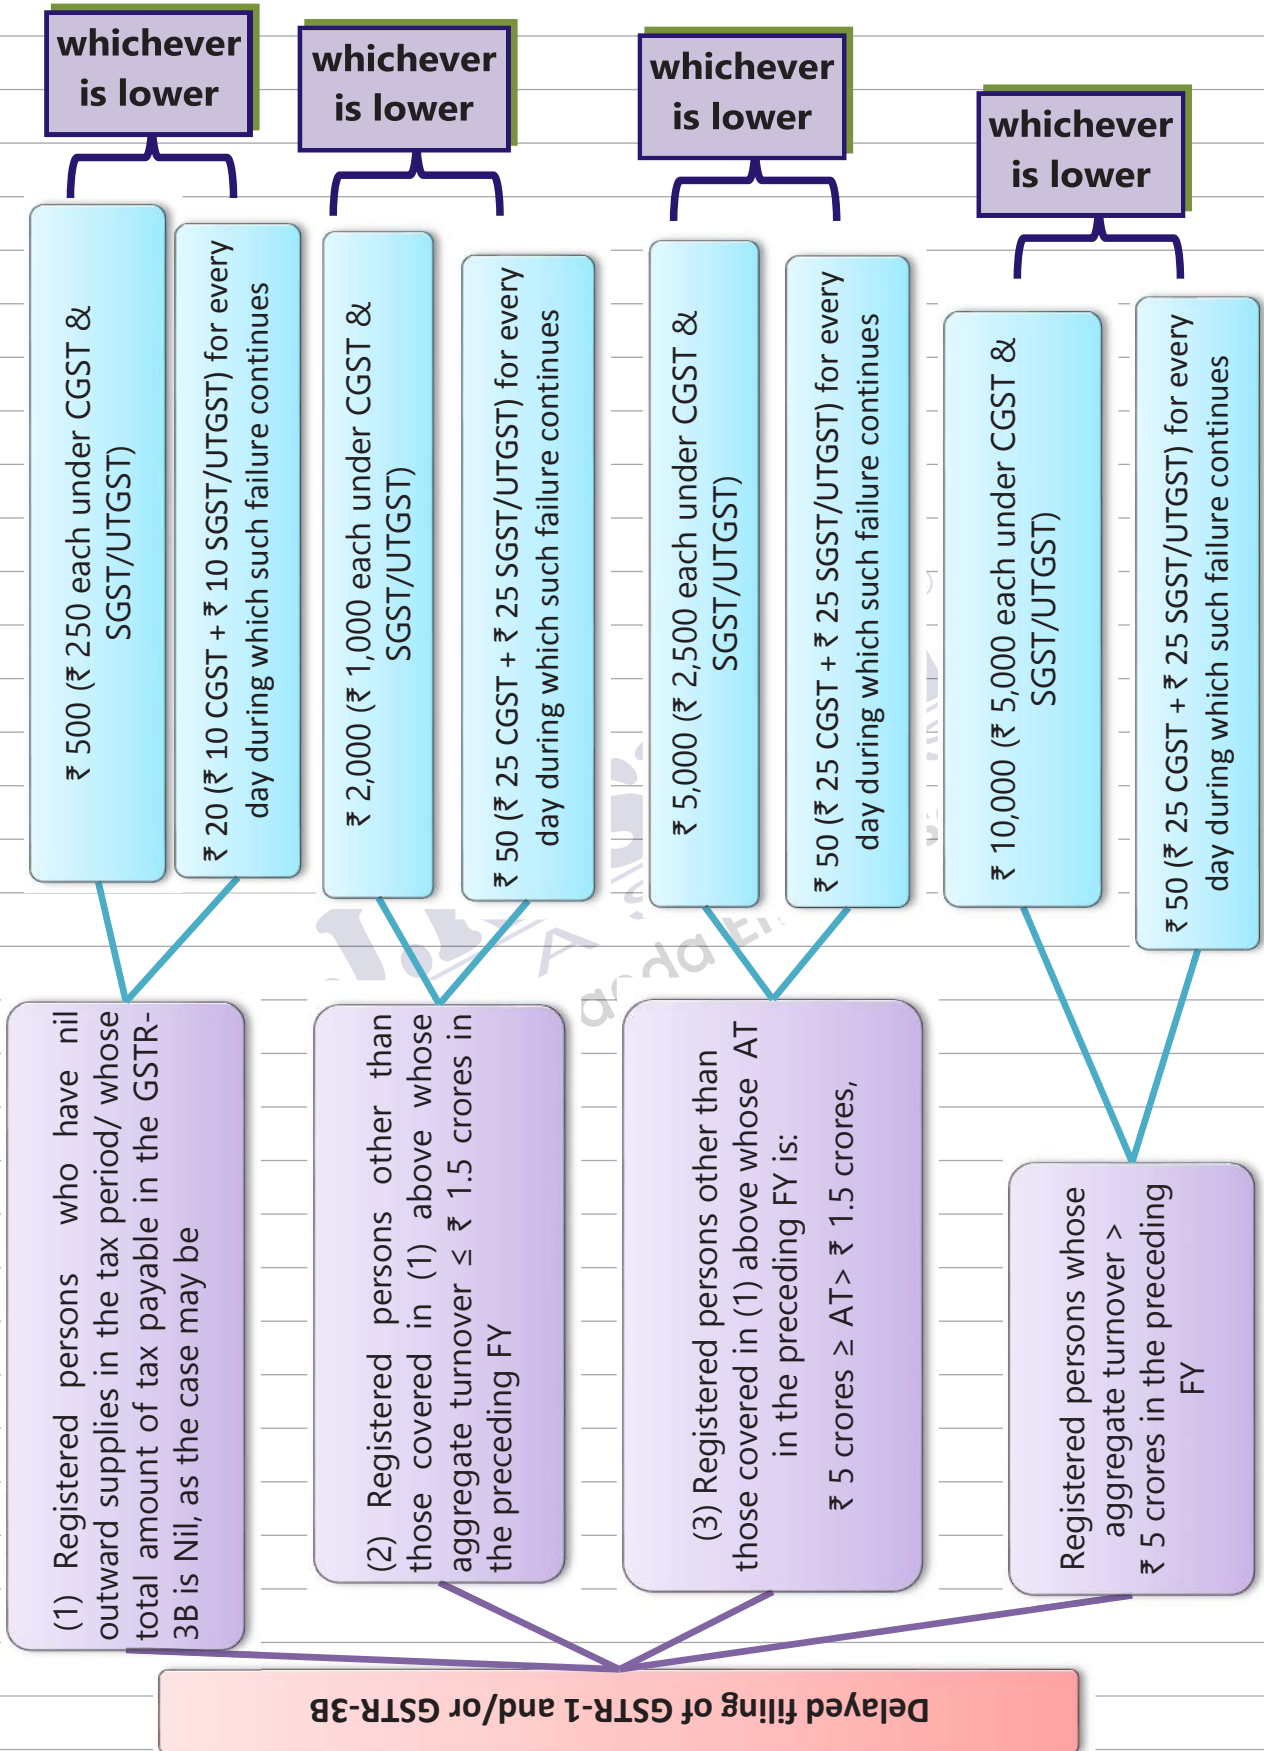 Delayed filing of GSTR-1 and/or GSTR-3B
(1) Registered persons who have nil
outward supplies in the tax period/ whose
total amount of tax payable in the GSTR-
3B is Nil, as the case may be
₹ 500 (₹ 250 each under CGST &
SGST/UTGST)
₹ 20 (₹ 10 CGST + ₹ 10 SGST/UTGST) for every
day during which such failure continues
whichever
is lower
(2) Registered persons other than
those covered in (1) above whose
aggregate turnover ≤ ₹ 1.5 crores in
the preceding FY
₹ 2,000 (₹ 1,000 each under CGST &
SGST/UTGST)
₹ 50 (₹ 25 CGST + ₹ 25 SGST/UTGST) for every
day during which such failure continues
whichever
is lower
(3) Registered persons other than
those covered in (1) above whose AT
in the preceding FY is:
₹ 5 crores ≥ AT> ₹ 1.5 crores,
₹ 5,000 (₹ 2,500 each under CGST &
SGST/UTGST)
₹ 50 (₹ 25 CGST + ₹ 25 SGST/UTGST) for every
day during which such failure continues
whichever
is lower
Registered persons whose
aggregate turnover >
₹ 5 crores in the preceding
FY
₹ 10,000 (₹ 5,000 each under CGST &
SGST/UTGST)
₹ 50 (₹ 25 CGST + ₹ 25 SGST/UTGST) for every
day during which such failure continues
whichever
is lower